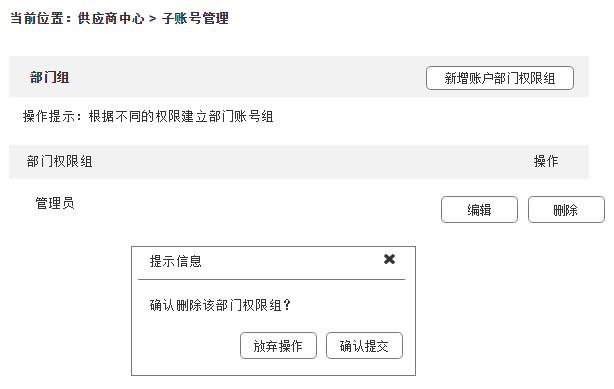 当前位置：供应商中心 > 子账号管理
部门组 新增账户部门权限组
操作提示：根据不同的权限建立部门账号组
部门权限组 操作
管理员 编辑 删除
提示信息
确认删除该部门权限组？
放弃操作 确认提交